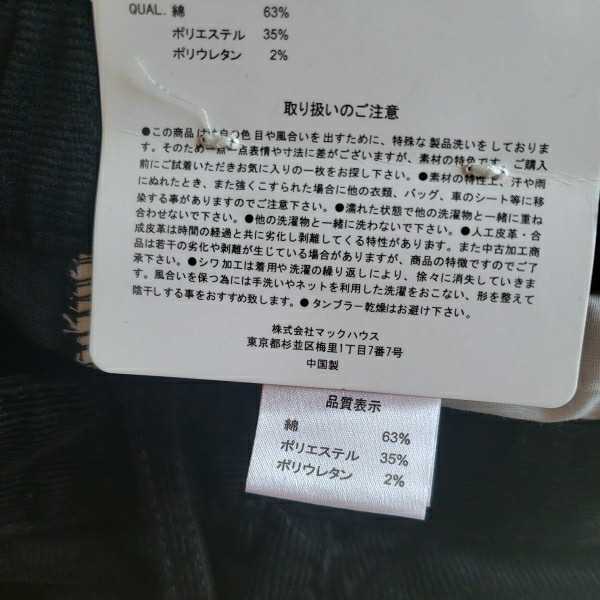 QUAL. 綿 63%
ポリエステル 35%
ポリウレタン 2%
取り扱いのご注意
●この商品は 自の色目や風合いを出すために、特殊な製品洗いをしておりま
す。そのため一点一点表情や寸法に差がございますが、素材の特色です。ご購入
前にご試着いただきお気に入りの一枚をお探し下さい。●素材の特性上、汗や雨
にぬれたとき、また強くこすられた場合に他の衣類、バッグ、車のシート等に移
染する事がありますのでご注意下さい。●濡れた状態で他の洗濯物と一緒に重ね
合わせないで下さい。●他の洗濯物と一緒に洗わないで下さい。●人工皮革・合
成皮革は時間の経過と共に劣化し剥離してくる特性があります。また中古加工商
品は若干の劣化や剥離が生じている場合がありますが、商品の特徴ですのでご了
承下さい。●シワ加工は着用や洗濯の繰り返しにより、徐々に消失していきま
す。風合いを保つ為には手洗いやネットを利用した洗濯をおこない、形を整えて
陰干しする事をおすすめ致します。●タンブラー乾燥はお避け下さい。
株式会社マックハウス
東京都杉並区梅里1丁目7番7号
中国製
品質表示
綿 63%
ポリエステル 35%
ポリウレタン 2%